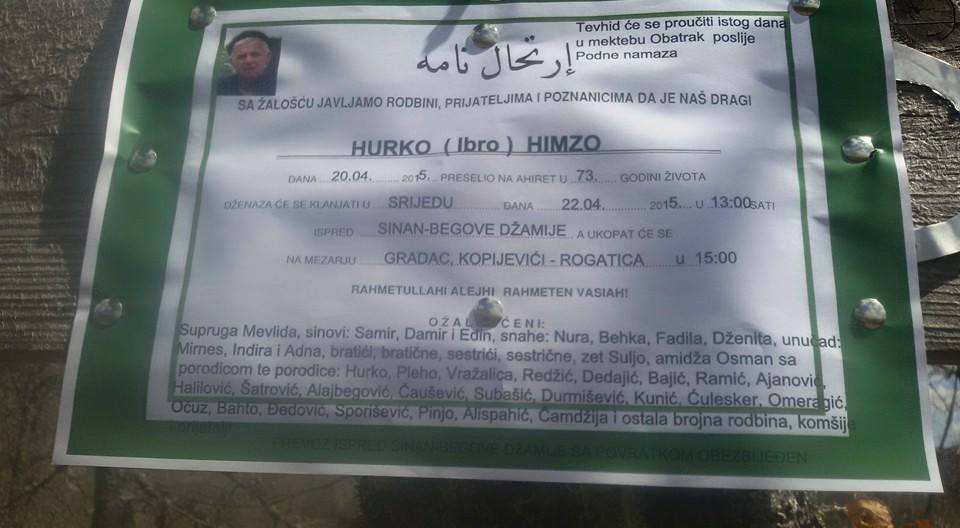 Tevhid će se proučiti istog dana
u mektebu Obatrak poslije
Podne namaza
إرتحال نامه
SA ŽALOŠĆU JAVLJAMO RODBINI, PRIJATELJIMA I POZNANICIMA DA JE NAŠ DRAGI
HURKO (Ibro) HIMZO
DANA 20.04. 2015. PRESELIO NA AHIRET U 73. GODINI ŽIVOTA
DŽENAZA ĆE SE KLANJATI U SRIJEDU DANA 22.04. 2015. U 13:00 SATI
ISPRED SINAN-BEGOVE DŽAMIJE A UKOPAT ĆE SE
NA MEZARJU GRADAC, KOPIJEVIĆI - ROGATICA u 15:00
RAHMETULLAHI ALEJHI RAHMETEN VASIAH!
Supruga Mevlida, sinovi: Samir, Damir i Edin, snahe: Nura, Behka, Fadila, Dženita, unučad:
Mirnes, Indira i Adna, bratići, bratične, sestrići, sestrične, zet Suljo, amidža Osman sa
porodicom te porodice: Hurko, Pleho, Vražalica, Redžić, Dedajić, Bajić, Ramić, Ajanović,
Halilović, Šatrović, Alajbegović, Čaušević, Subašić, Durmišević, Kunić, Čulesker, Omeragić,
Očuz, Bahto, Đedović, Sporišević, Pinjo, Alispahić, Čamdžija i ostala brojna rodbina, komšije
i prijatelji
PREVOZ ISPRED SINAN-BEGOVE DŽAMIJE SA POVRATKOM OBEZBIJEĐEN